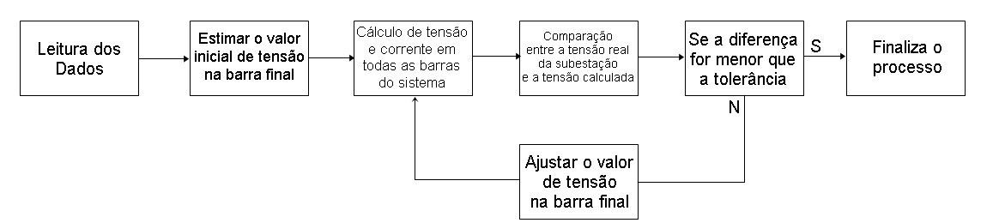 Leitura dos
Dados
Estimar o valor
inicial de tensão
na barra final
Cálculo de tensão
e corrente em
todas as barras
do sistema
Comparação
entre a tensão real
da subestação
e a tensão calculada
Se a diferença
for menor que
a tolerância
S
Finaliza o
processo
N
Ajustar o valor
de tensão
na barra final